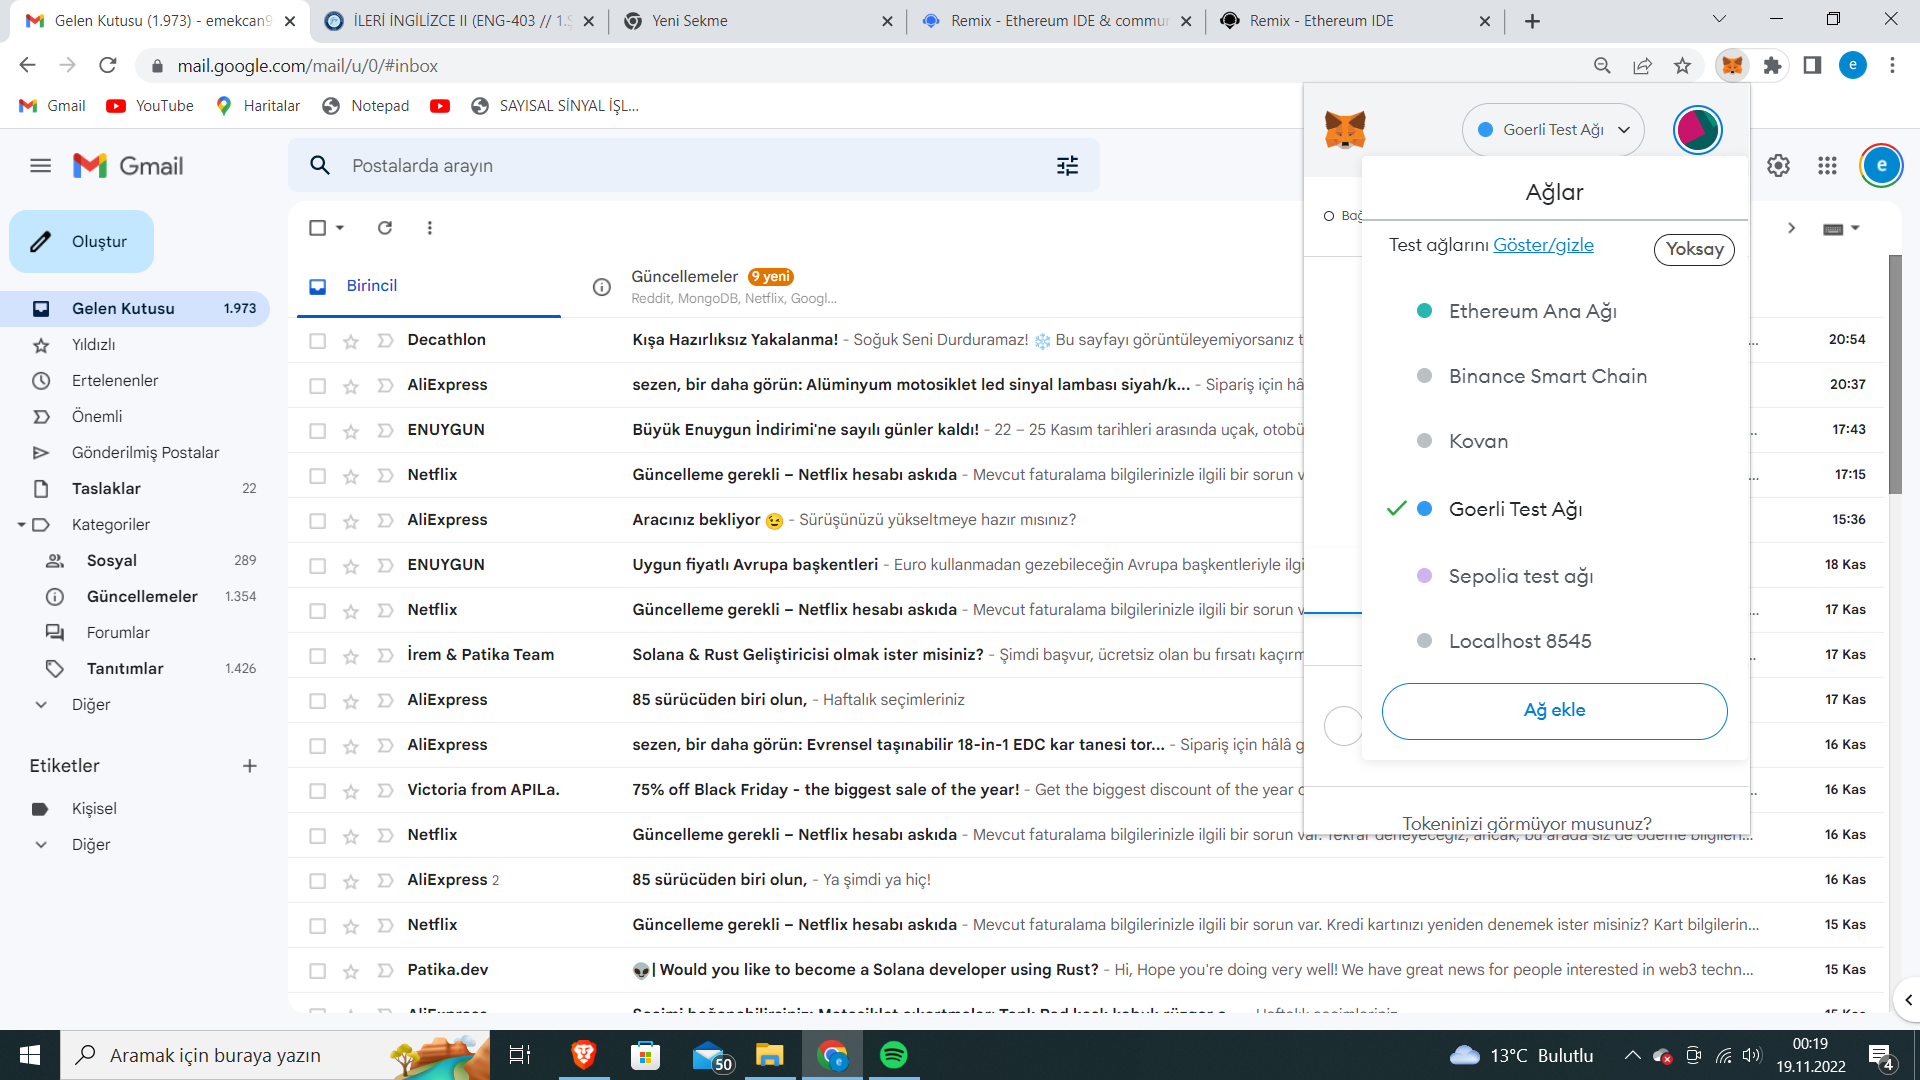 Gelen Kutusu (1.973) - emekcan9
İLERİ İNGİLİZCE II (ENG-403 // 1.Ş
Yeni Sekme
Remix - Ethereum IDE & commun
Remix - Ethereum IDE
mail.google.com/mail/u/0/#inbox
e
Gmail
YouTube
Haritalar
Notepad
SAYISAL SİNYAL İŞL...
Goerli Test Ağı
Gmail
Postalarda arayın
e
Ağlar
Bağ
Test ağlarını Göster/gizle
Yoksay
Ethereum Ana Ağı
Binance Smart Chain
Kovan
Goerli Test Ağı
Sepolia test ağı
Localhost 8545
Ağ ekle
Tokeninizi görmüyor musunuz?
Oluştur
Gelen Kutusu 1.973
Yıldızlı
Ertelenenler
Önemli
Gönderilmiş Postalar
Taslaklar 22
Kategoriler
Sosyal 289
Güncellemeler 1.354
Forumlar
Tanıtımlar 1.426
Diğer
Etiketler
Kişisel
Diğer
Birincil
Güncellemeler 9 yeni
Reddit, MongoDB, Netflix, Googl...
Decathlon Kışa Hazırlıksız Yakalanma! - Soğuk Seni Durduramaz! ❄️ Bu sayfayı görüntüleyemiyorsanız t ... 20:54
AliExpress sezen, bir daha görün: Alüminyum motosiklet led sinyal lambası siyah/k... - Sipariş için hâ 20:37
ENUYGUN Büyük Enuygun İndirimi'ne sayılı günler kaldı! - 22 – 25 Kasım tarihleri arasında uçak, otobü ... 17:43
Netflix Güncelleme gerekli – Netflix hesabı askıda - Mevcut faturalama bilgilerinizle ilgili bir sorun v ... 17:15
AliExpress Aracınız bekliyor 😉 - Sürüşünüzü yükseltmeye hazır mısınız? 15:36
ENUYGUN Uygun fiyatlı Avrupa başkentleri - Euro kullanmadan gezebileceğin Avrupa başkentleriyle ilgi 18 Kas
Netflix Güncelleme gerekli – Netflix hesabı askıda - Mevcut faturalama bilgilerinizle ilgili bir sorun v ... 17 Kas
İrem & Patika Team Solana & Rust Geliştiricisi olmak ister misiniz? - Şimdi başvur, ücretsiz olan bu fırsatı kaçırm ... 17 Kas
AliExpress 85 sürücüden biri olun, - Haftalık seçimleriniz 17 Kas
AliExpress sezen, bir daha görün: Evrensel taşınabilir 18-in-1 EDC kar tanesi tor... - Sipariş için hâlâ g 16 Kas
Victoria from APILa. 75% off Black Friday - the biggest sale of the year! - Get the biggest discount of the year o ... 16 Kas
Netflix Güncelleme gerekli – Netflix hesabı askıda - Mevcut faturalama bilgilerinizle ilgili bir sorun var. Tekrar deneyeceğiz, ancak, bu arada siz de ödeme bilgileri... 16 Kas
AliExpress 2 85 sürücüden biri olun, - Ya şimdi ya hiç! 16 Kas
Netflix Güncelleme gerekli – Netflix hesabı askıda - Mevcut faturalama bilgilerinizle ilgili bir sorun var. Kredi kartınızı yeniden denemek ister misiniz? Kart bilgilerin... 15 Kas
Patika.dev 👽| Would you like to become a Solana developer using Rust? - Hi, Hope you're doing very well! We have great news for people interested in web3 techn... 15 Kas
Aramak için buraya yazın
50
13°C Bulutlu
00:19
19.11.2022
4